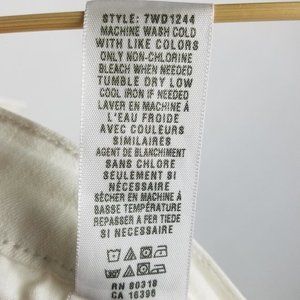 STYLE: 7WD1244
MACHINE WASH COLD
WITH LIKE COLORS
ONLY NON-CHLORINE
BLEACH WHEN NEEDED
TUMBLE DRY LOW
COOL IRON IF NEEDED
LAVER EN MACHINE À
L'EAU FROIDE
AVEC COULEURS
SIMILAIRES
AGENT DE BLANCHIMENT
SANS CHLORE
SEULEMENT SI
NÉCESSAIRE
SÉCHER EN MACHINE À
BASSE TEMPÉRATURE
REPASSER A FER TIEDE
SI NÉCESSAIRE
RN 80318
CA 16396